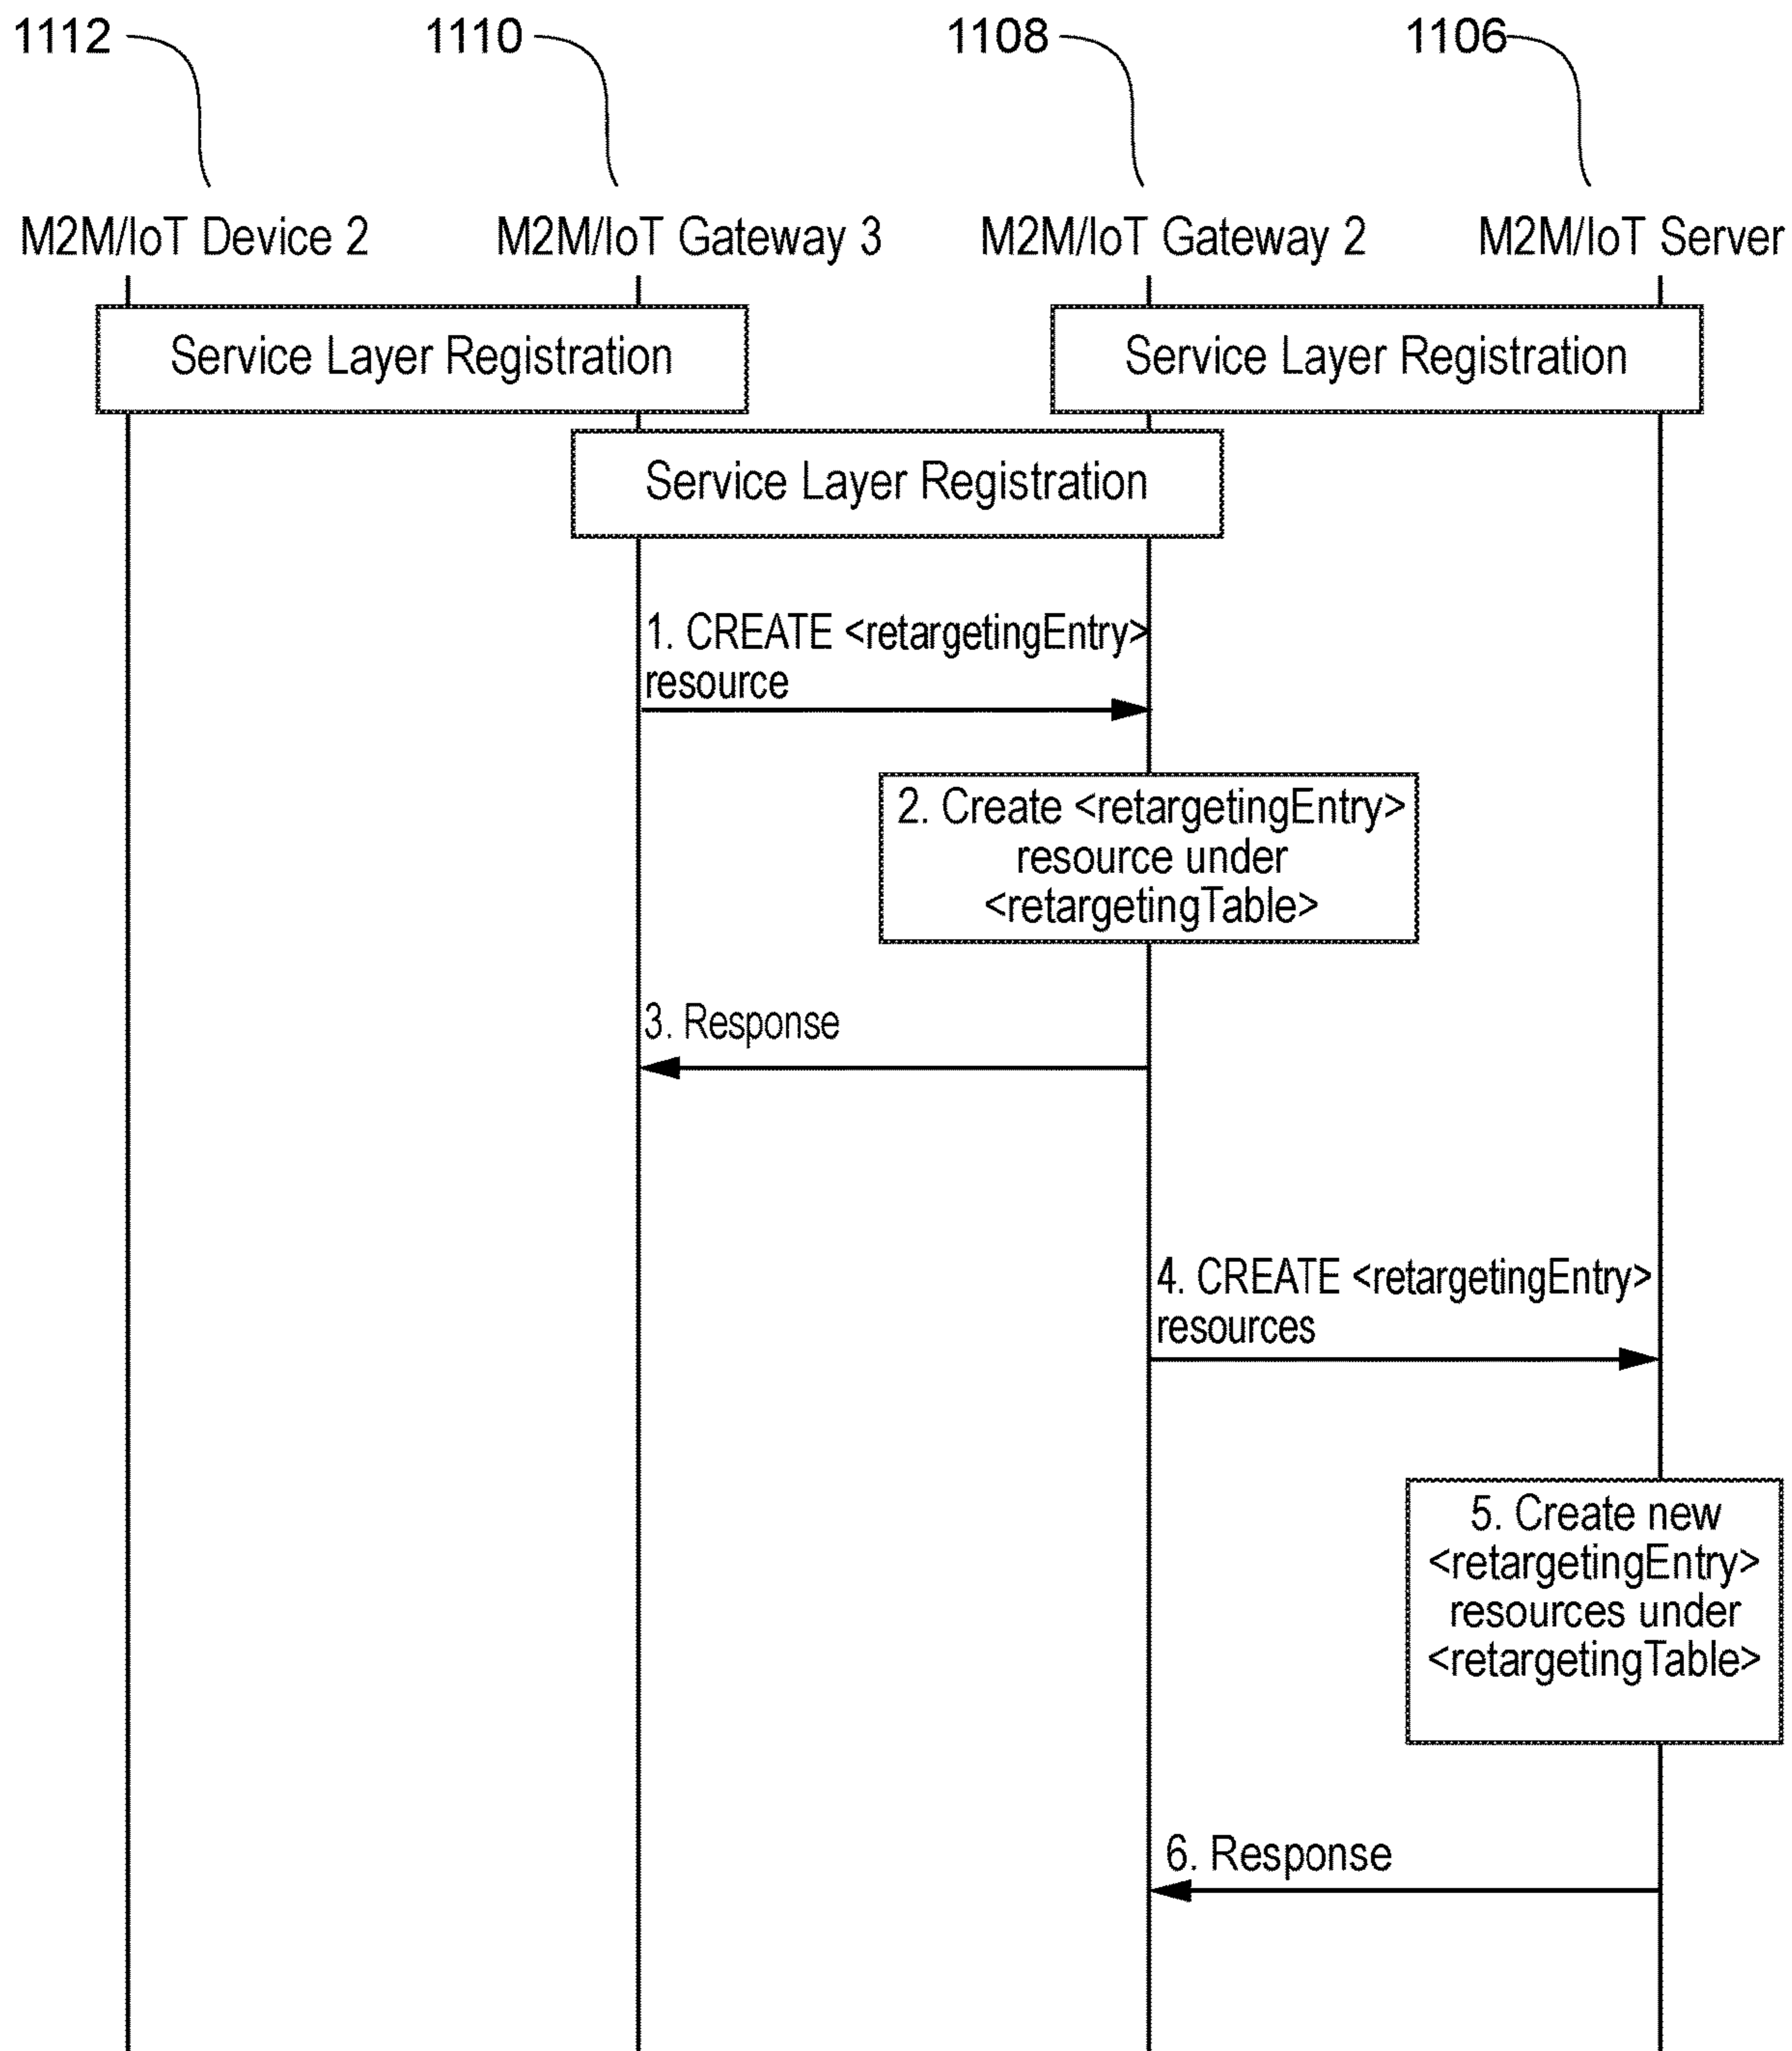 1112
1110
1108
1106
M2M/IoT Device 2
M2M/IoT Gateway 3
M2M/IoT Gateway 2
M2M/IoT Server
Service Layer Registration
Service Layer Registration
Service Layer Registration
1. CREATE <retargetingEntry>
resource
2. Create <retargetingEntry>
resource under
<retargetingTable>
3. Response
4. CREATE <retargetingEntry>
resources
5. Create new
<retargetingEntry>
resources under
<retargetingTable>
6. Response